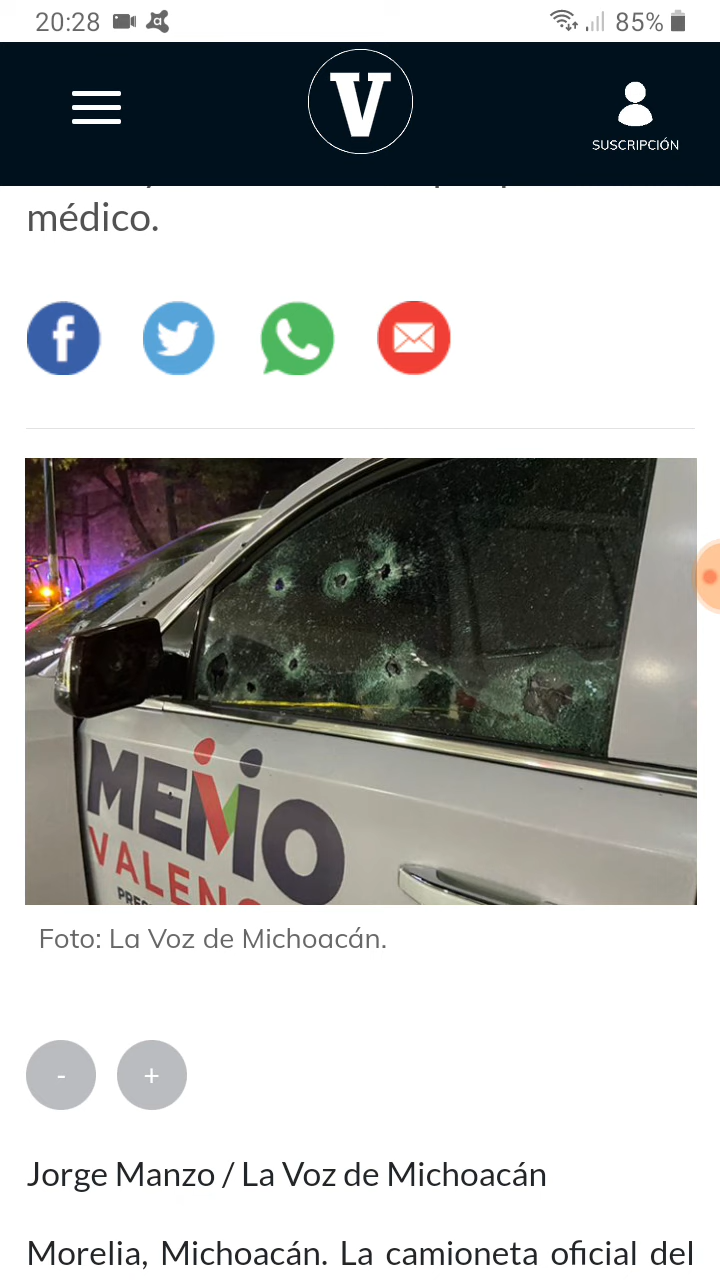 20:28
85%
V
SUSCRIPCIÓN
médico.
MEMO
Foto: La Voz de Michoacán.
-
+
Jorge Manzo / La Voz de Michoacán
Morelia, Michoacán. La camioneta oficial del